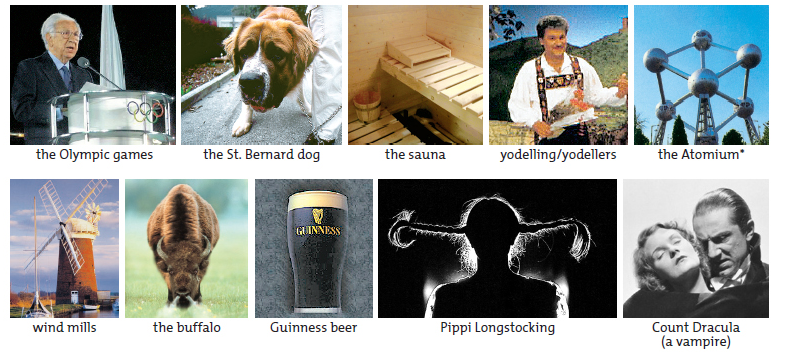 the Olympic games
the St. Bernard dog
the sauna
yodelling/yodellers
the Atomium*
GUINNESS
wind mills
the buffalo
Guinness beer
Pippi Longstocking
Count Dracula
(a vampire)